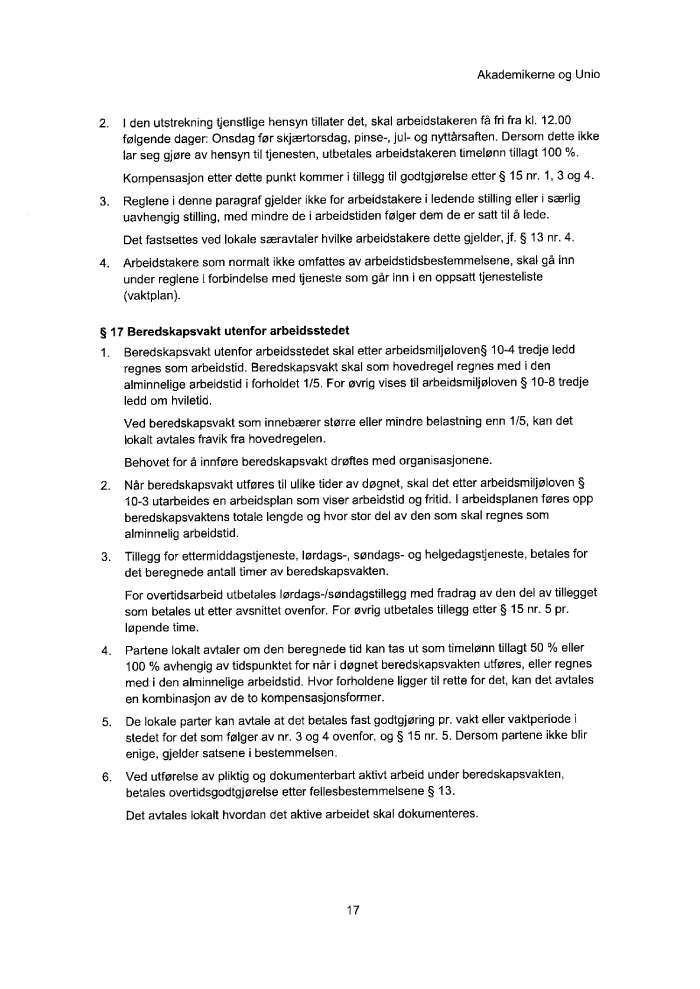 Akademikerne og Unio
2. I den utstrekning tjenstlige hensyn tillater det, skal arbeidstakeren få fri fra kl. 12.00
følgende dager: Onsdag før skjærtorsdag, pinse-, jul- og nyttårsaften. Dersom dette ikke
lar seg gjøre av hensyn til tjenesten, utbetales arbeidstakeren timelønn tillagt 100 %.
Kompensasjon etter dette punkt kommer i tillegg til godtgjørelse etter § 15 nr. 1, 3 og 4.
3. Reglene i denne paragraf gjelder ikke for arbeidstakere i ledende stilling eller i særlig
uavhengig stilling, med mindre de i arbeidstiden følger dem de er satt til å lede.
Det fastsettes ved lokale særavtaler hvilke arbeidstakere dette gjelder, jf. § 13 nr. 4.
4. Arbeidstakere som normalt ikke omfattes av arbeidstidsbestemmelsene, skal gå inn
under reglene i forbindelse med tjeneste som går inn i en oppsatt tjenesteliste
(vaktplan).
§ 17 Beredskapsvakt utenfor arbeidsstedet
1. Beredskapsvakt utenfor arbeidsstedet skal etter arbeidsmiljøloven§ 10-4 tredje ledd
regnes som arbeidstid. Beredskapsvakt skal som hovedregel regnes med i den
alminnelige arbeidstid i forholdet 1/5. For øvrig vises til arbeidsmiljøloven § 10-8 tredje
ledd om hviletid.
Ved beredskapsvakt som innebærer større eller mindre belastning enn 1/5, kan det
lokalt avtales fravik fra hovedregelen.
Behovet for å innføre beredskapsvakt drøftes med organisasjonene.
2. Når beredskapsvakt utføres til ulike tider av døgnet, skal det etter arbeidsmiljøloven §
10-3 utarbeides en arbeidsplan som viser arbeidstid og fritid. I arbeidsplanen føres opp
beredskapsvaktens totale lengde og hvor stor del av den som skal regnes som
alminnelig arbeidstid.
3. Tillegg for ettermiddagstjeneste, lørdags-, søndags- og helgedagstjeneste, betales for
det beregnede antall timer av beredskapsvakten.
For overtidsarbeid utbetales lørdags-/søndagstillegg med fradrag av den del av tillegget
som betales ut etter avsnittet ovenfor. For øvrig utbetales tillegg etter § 15 nr. 5 pr.
løpende time.
4. Partene lokalt avtaler om den beregnede tid kan tas ut som timelønn tillagt 50 % eller
100 % avhengig av tidspunktet for når i døgnet beredskapsvakten utføres, eller regnes
med i den alminnelige arbeidstid. Hvor forholdene ligger til rette for det, kan det avtales
en kombinasjon av de to kompensasjonsformer.
5. De lokale parter kan avtale at det betales fast godtgjøring pr. vakt eller vaktperiode i
stedet for det som følger av nr. 3 og 4 ovenfor, og § 15 nr. 5. Dersom partene ikke blir
enige, gjelder satsene i bestemmelsen.
6. Ved utførelse av pliktig og dokumenterbart aktivt arbeid under beredskapsvakten,
betales overtidsgodtgjørelse etter fellesbestemmelsene § 13.
Det avtales lokalt hvordan det aktive arbeidet skal dokumenteres.
17